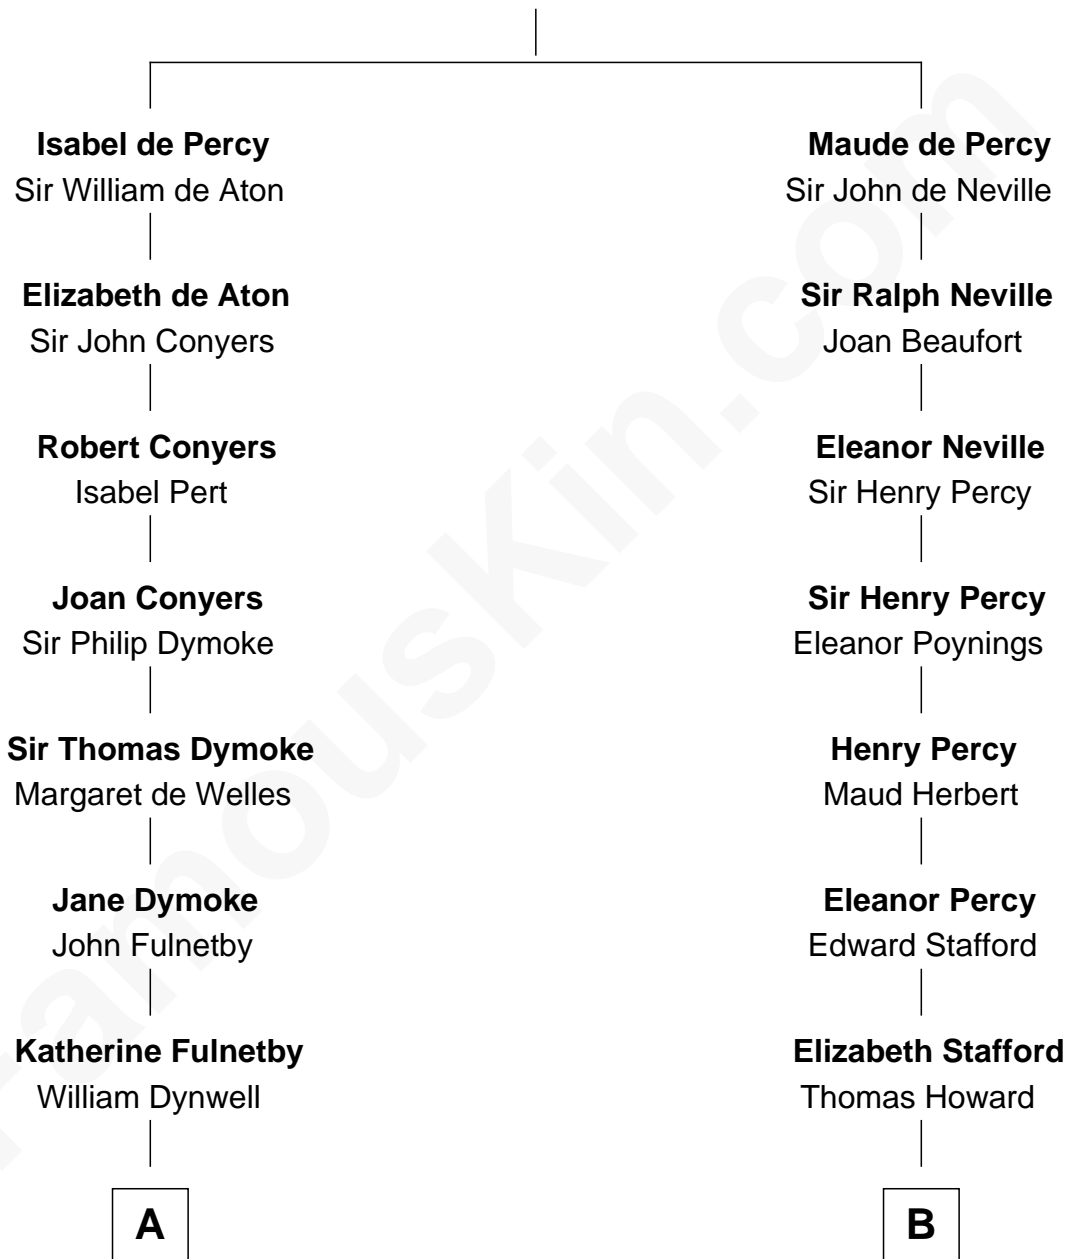 Isabel de Percy
Sir William de Aton
Elizabeth de Aton
Sir John Conyers
Robert Conyers
Isabel Pert
Joan Conyers
Sir Philip Dymoke
Sir Thomas Dymoke
Margaret de Welles
Jane Dymoke
John Fulnetby
Katherine Fulnetby
William Dynwell
A
Maude de Percy
Sir John de Neville
Sir Ralph Neville
Joan Beaufort
Eleanor Neville
Sir Henry Percy
Sir Henry Percy
Eleanor Poynings
Henry Percy
Maud Herbert
Eleanor Percy
Edward Stafford
Elizabeth Stafford
Thomas Howard
B
FamousKin.com